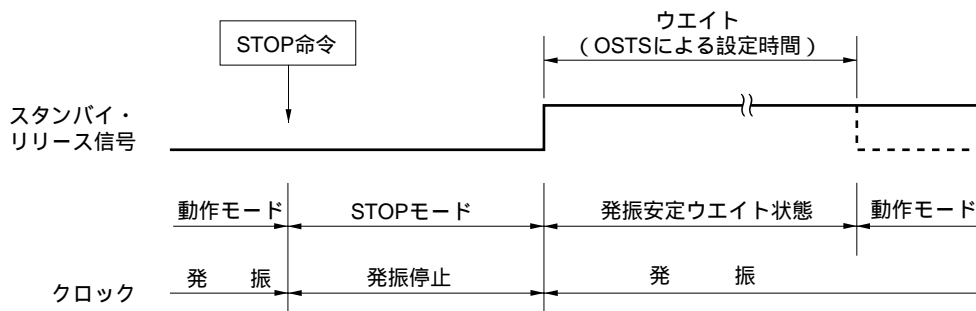 ウエイト
(OSTSによる設定時間)
STOP命令
スタンバイ・
リリース信号
動作モード
STOPモード
発振安定ウエイト状態
動作モード
クロック
発 振
発振停止
発 振